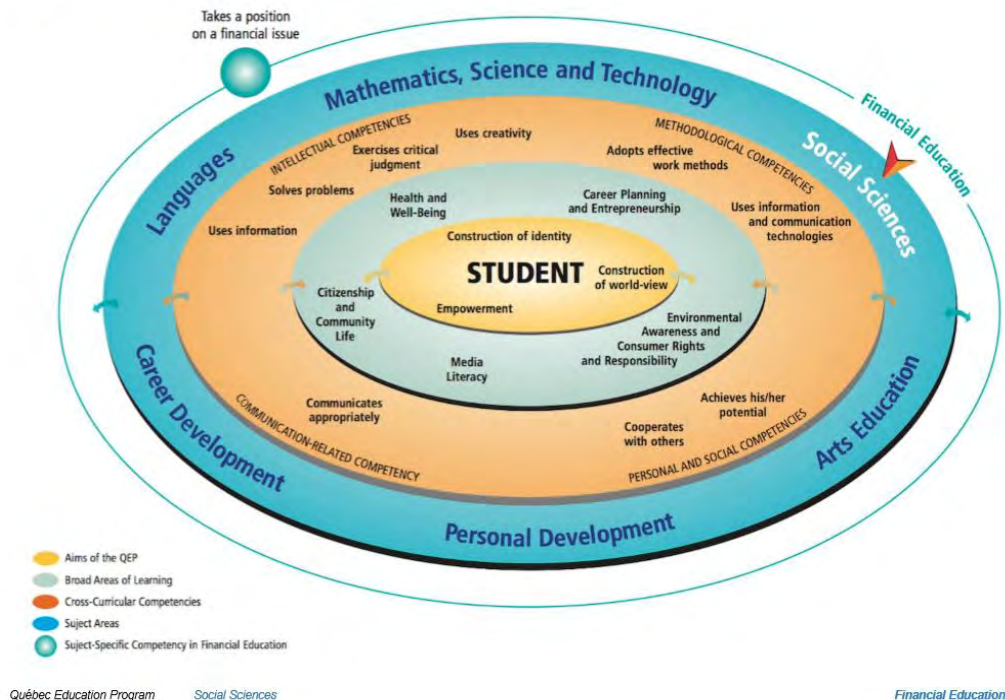 Takes a position
on a financial issue
Mathematics, Science and Technology
Financial Education
Languages
Social Sciences
INTELLECTUAL COMPETENCIES
METHODOLOGICAL COMPETENCIES
Uses creativity
Exercises critical
judgment
Adopts effective
work methods
Solves problems
Uses information
Uses information
and communication
technologies
Health and
Well-Being
Career Planning
and Entrepreneurship
Construction of identity
STUDENT
Construction
of world-view
Empowerment
Citizenship
and
Community
Life
Environmental
Awareness and
Consumer Rights
and Responsibility
Media
Literacy
Communicates
appropriately
Achieves his/her
potential
Cooperates
with others
COMMUNICATION-RELATED COMPETENCY
PERSONAL AND SOCIAL COMPETENCIES
Career Development
Personal Development
Arts Education
Aims of the QEP
Broad Areas of Learning
Cross-Curricular Competencies
Suject Areas
Suject-Specific Competency in Financial Education
Québec Education Program Social Sciences Financial Education